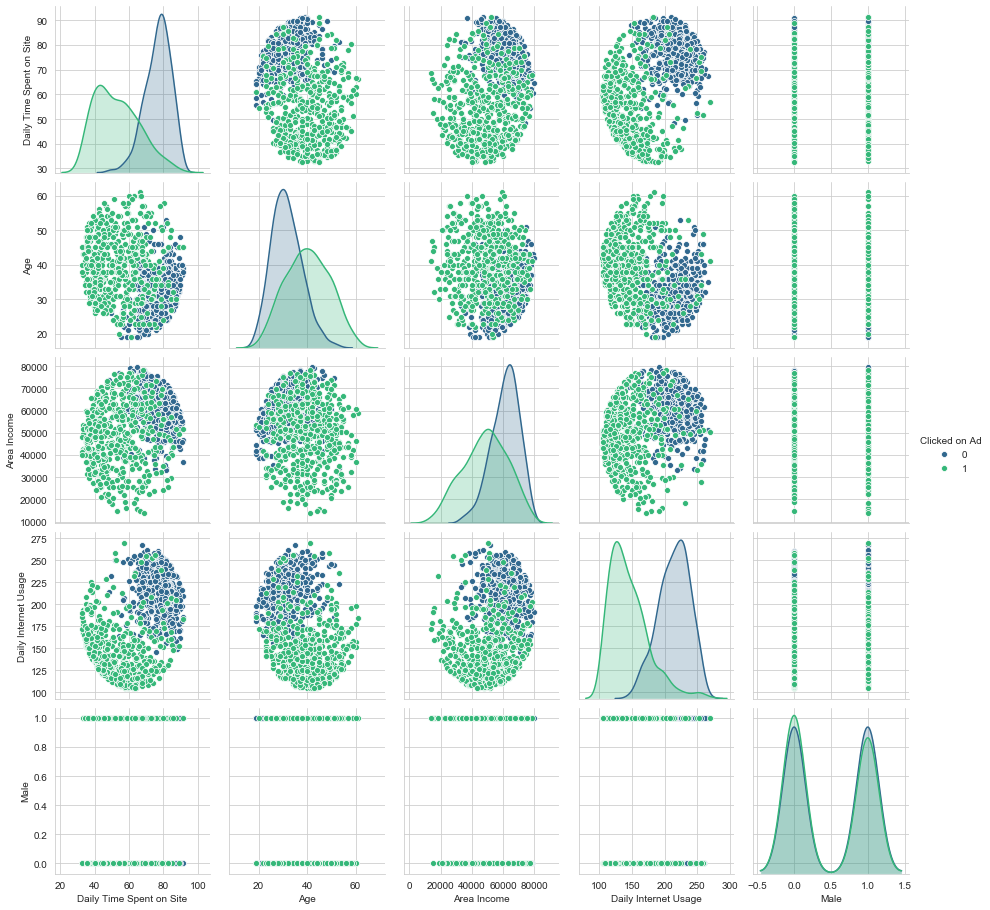 90
80
70
60
50
40
30
Daily Time Spent on Site
60
50
40
30
20
Age
80000
70000
60000
50000
40000
30000
20000
10000
Area Income
Clicked on Ad
0
1
275
250
225
200
175
150
125
100
Daily Internet Usage
1.0
0.8
0.6
0.4
0.2
0.0
Male
20 40 60 80 100
Daily Time Spent on Site
20 40 60
Age
0 20000 40000 60000 80000
Area Income
100 150 200 250 300
Daily Internet Usage
−0.5 0.0 0.5 1.0 1.5
Male